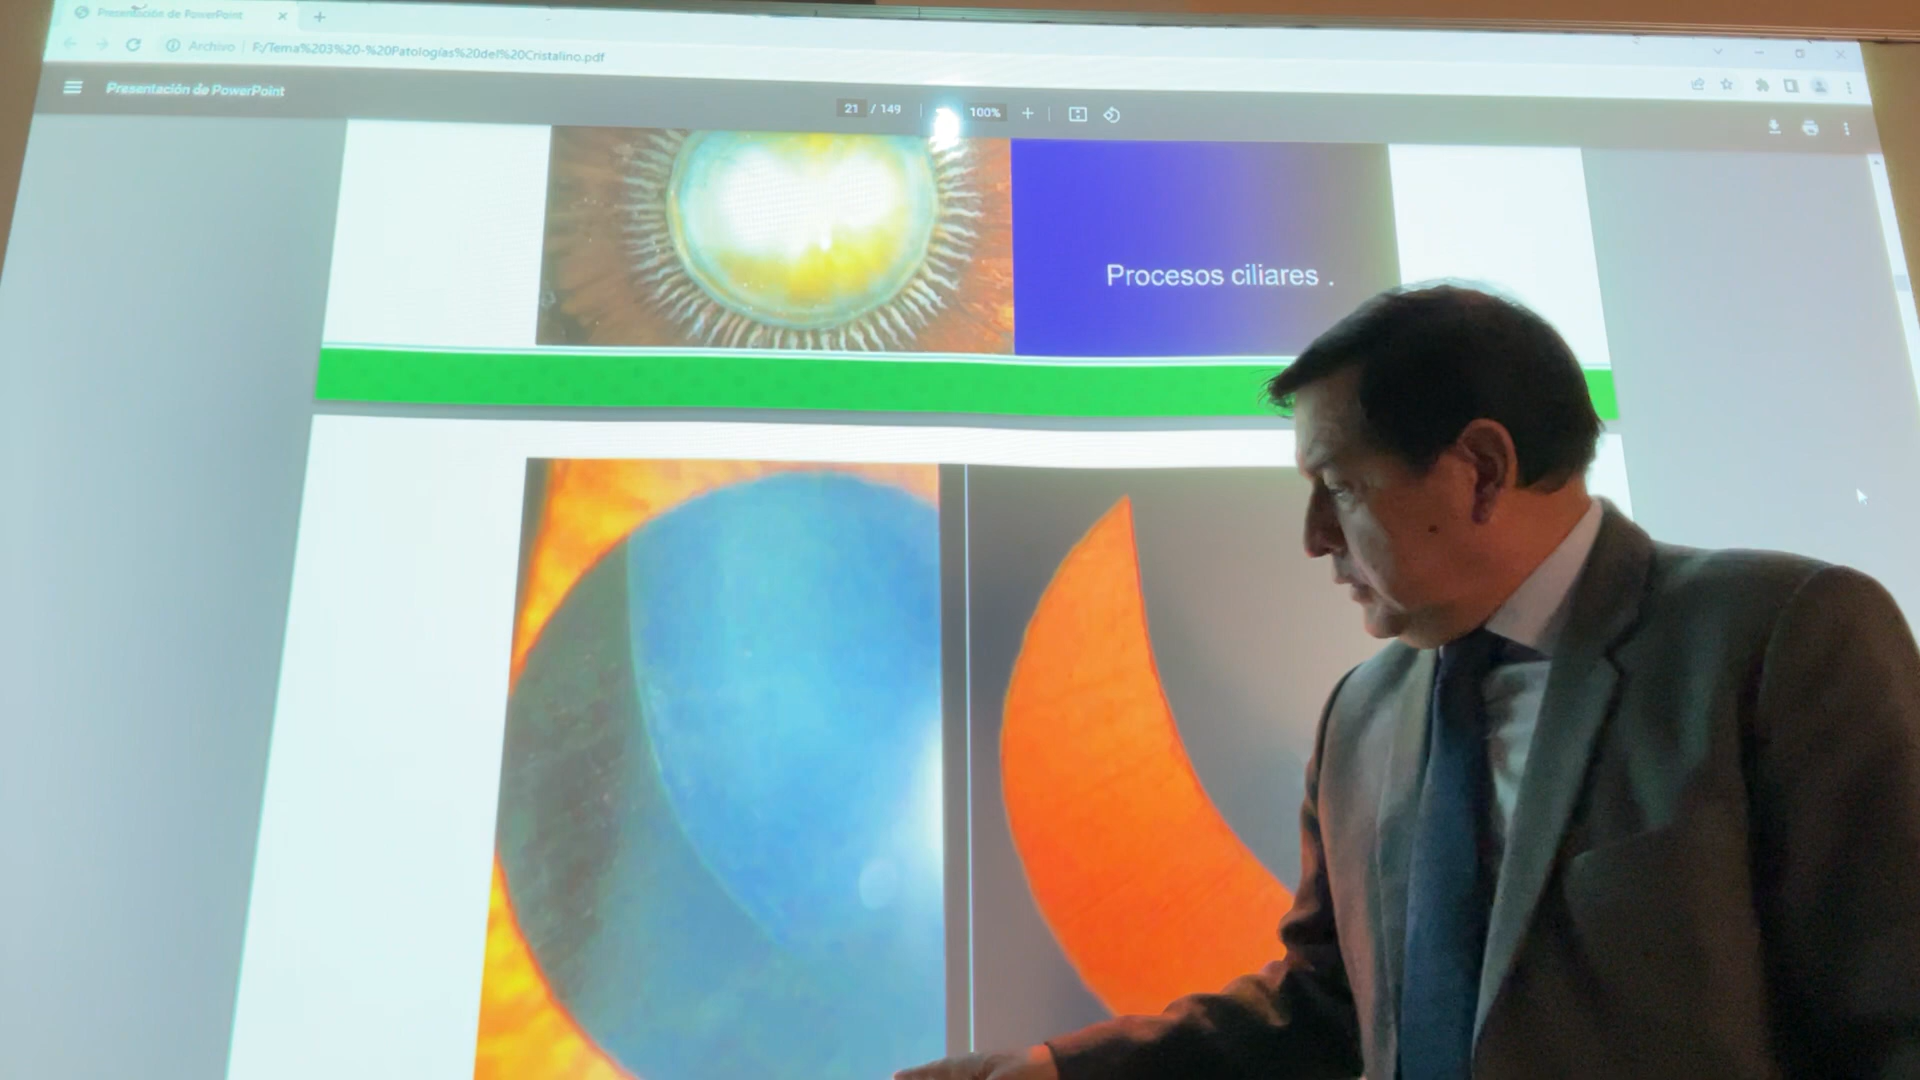 Presentación de PowerPoint
Archivo | F:/Tema%203%20-%20Patologías%20del%20Cristalino.pdf
Presentación de PowerPoint
21 / 149
100%
Procesos ciliares .